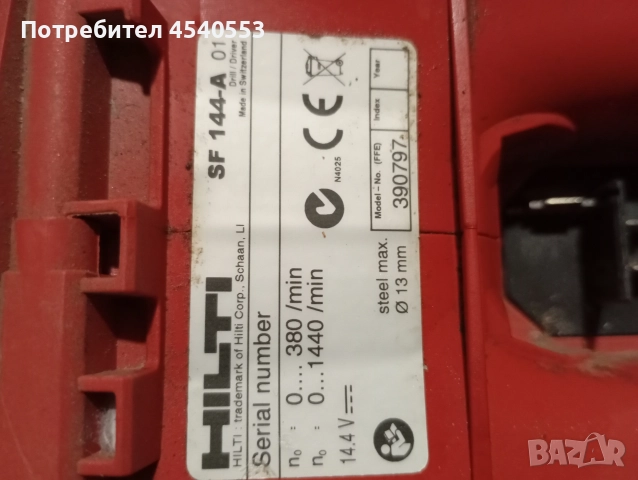 Потребител 4540553
HILTI
HILTI : trademark of Hilti Corp., Schaan, LI
SF 144-A 01
Drill / Driver
Made in Switzerland
Serial number
n₀ : 0.... 380 /min
n₀ : 0...1440 /min
14.4 V
N4025
CE
steel max.
Ø 13 mm
Model-No. (FFE) Index Year
390797
BAZAR